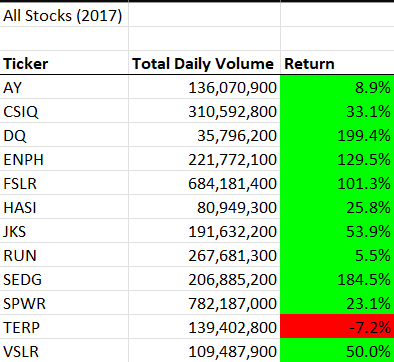 All Stocks (2017)
Ticker Total Daily Volume Return
AY 136,070,900 8.9%
CSIQ 310,592,800 33.1%
DQ 35,796,200 199.4%
ENPH 221,772,100 129.5%
FSLR 684,181,400 101.3%
HASI 80,949,300 25.8%
JKS 191,632,200 53.9%
RUN 267,681,300 5.5%
SEDG 206,885,200 184.5%
SPWR 782,187,000 23.1%
TERP 139,402,800 -7.2%
VSLR 109,487,900 50.0%